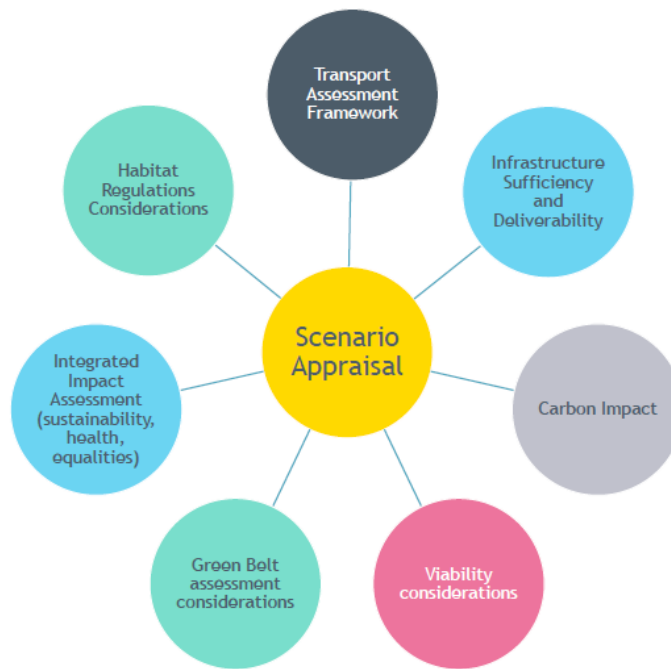 Transport
Assessment
Framework
Habitat
Regulations
Considerations
Infrastructure
Sufficiency
and
Deliverability
Scenario
Appraisal
Integrated
Impact
Assessment
(sustainability,
health,
equalities)
Carbon Impact
Green Belt
assessment
considerations
Viability
considerations